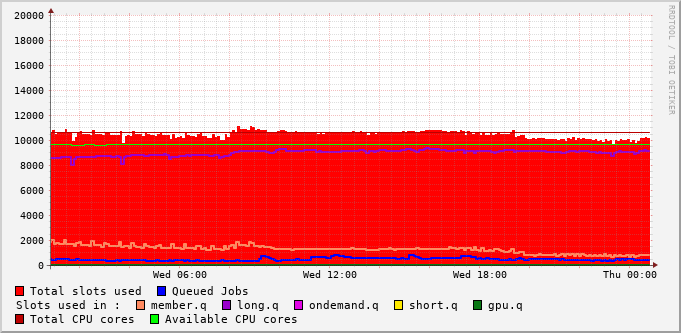 20000
18000
16000
14000
12000
10000
8000
6000
4000
2000
0
Wed 06:00 Wed 12:00 Wed 18:00 Thu 00:00
RRDTOOL / TOBI OETIKER
Total slots used Queued Jobs
Slots used in : member.q long.q ondemand.q short.q gpu.q
Total CPU cores Available CPU cores